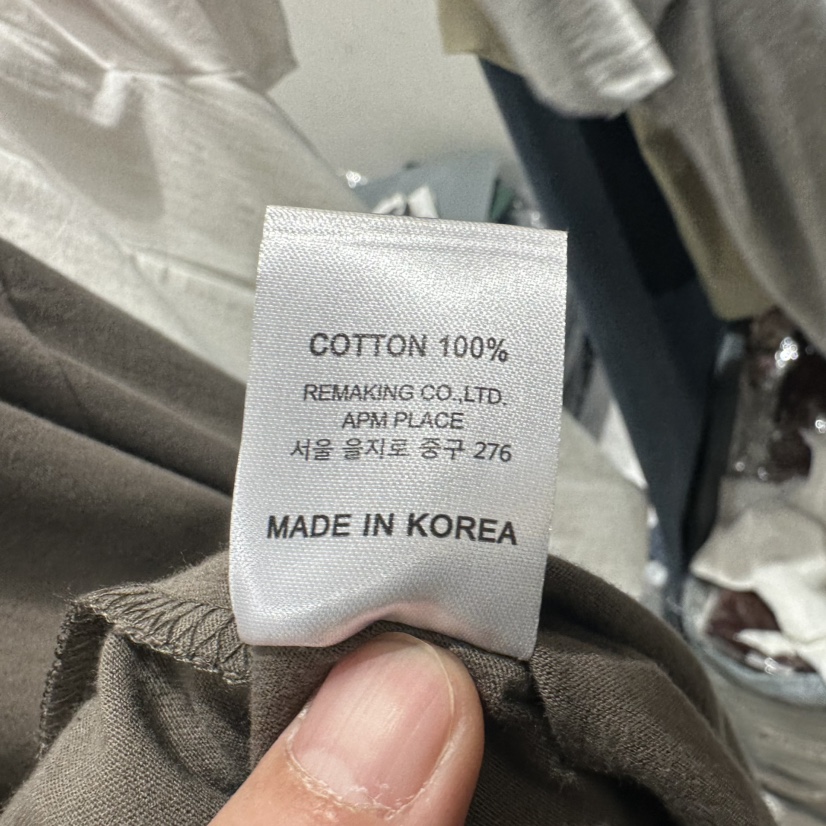 COTTON 100%
REMAKING CO.,LTD.
APM PLACE
서울 을지로 중구 276
MADE IN KOREA